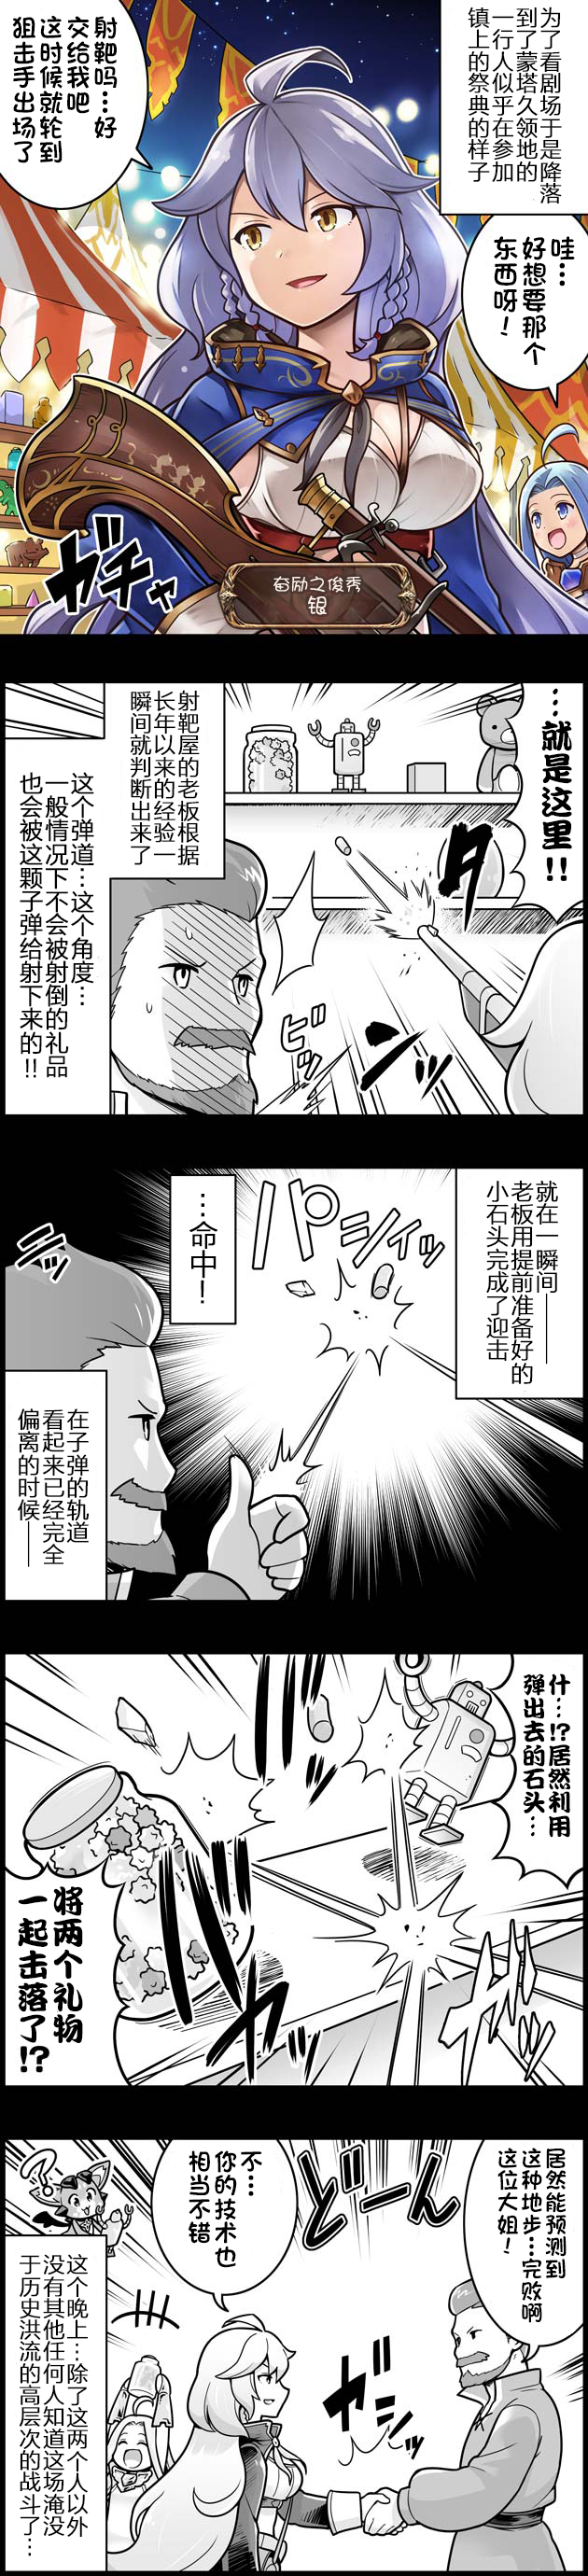 为了看剧场于是降落
到了蒙塔久领地的
一行人似乎在参加
镇上的祭典的样子
哇…
好想要那个
东西呀！
射靶吗…好
交给我吧
这时候就轮到
狙击手出场了
ガチャ
奋励之俊秀
银
…就是这里!!
タァン
射靶屋的老板根据
长年以来的经验一
瞬间就判断出来了
ビシッ
这个弹道…这个角度…
一般情况下不会被射倒的礼品
也会被这颗子弹给射下来的!!
就在一瞬间——
老板用提前准备好的
小石头完成了迎击
パシィッ
…命中！
ニッ
在子弹的轨道
看起来已经完全
偏离的时候——
什…!?居然利用
弹出去的石头…
将两个礼物
一起击落了!?
居然能预测到
这种地步…完败啊
这位大姐！
どーん
不…
你的技术也
相当不错
?
这个晚上…除了这两个人以外
没有其他任何人知道这场淹没
于历史洪流的高层次的战斗了…